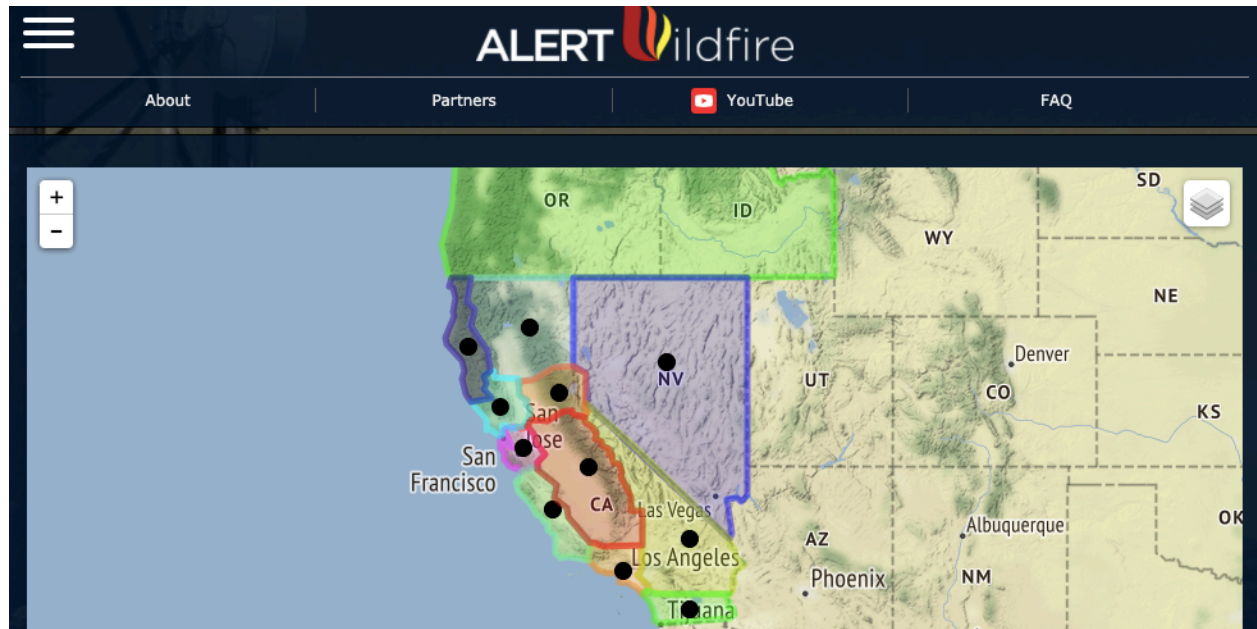 ALERT Wildfire
About
Partners
YouTube
FAQ
+
-
OR
ID
SD
WY
NE
NV
UT
Denver
CO
KS
San
Jose
San
Francisco
CA
Las Vegas
AZ
Albuquerque
OK
Los Angeles
Phoenix
NM
Tijuana